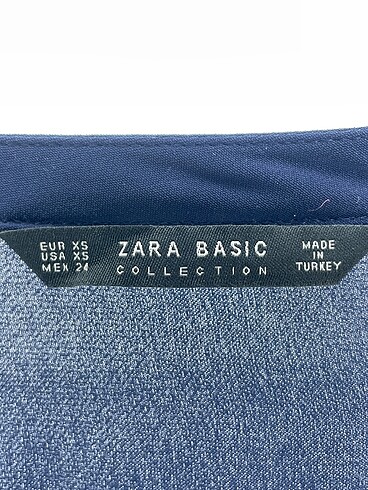 EUR XS
USA XS
MEX 24
ZARA BASIC
COLLECTION
MADE
IN
TURKEY